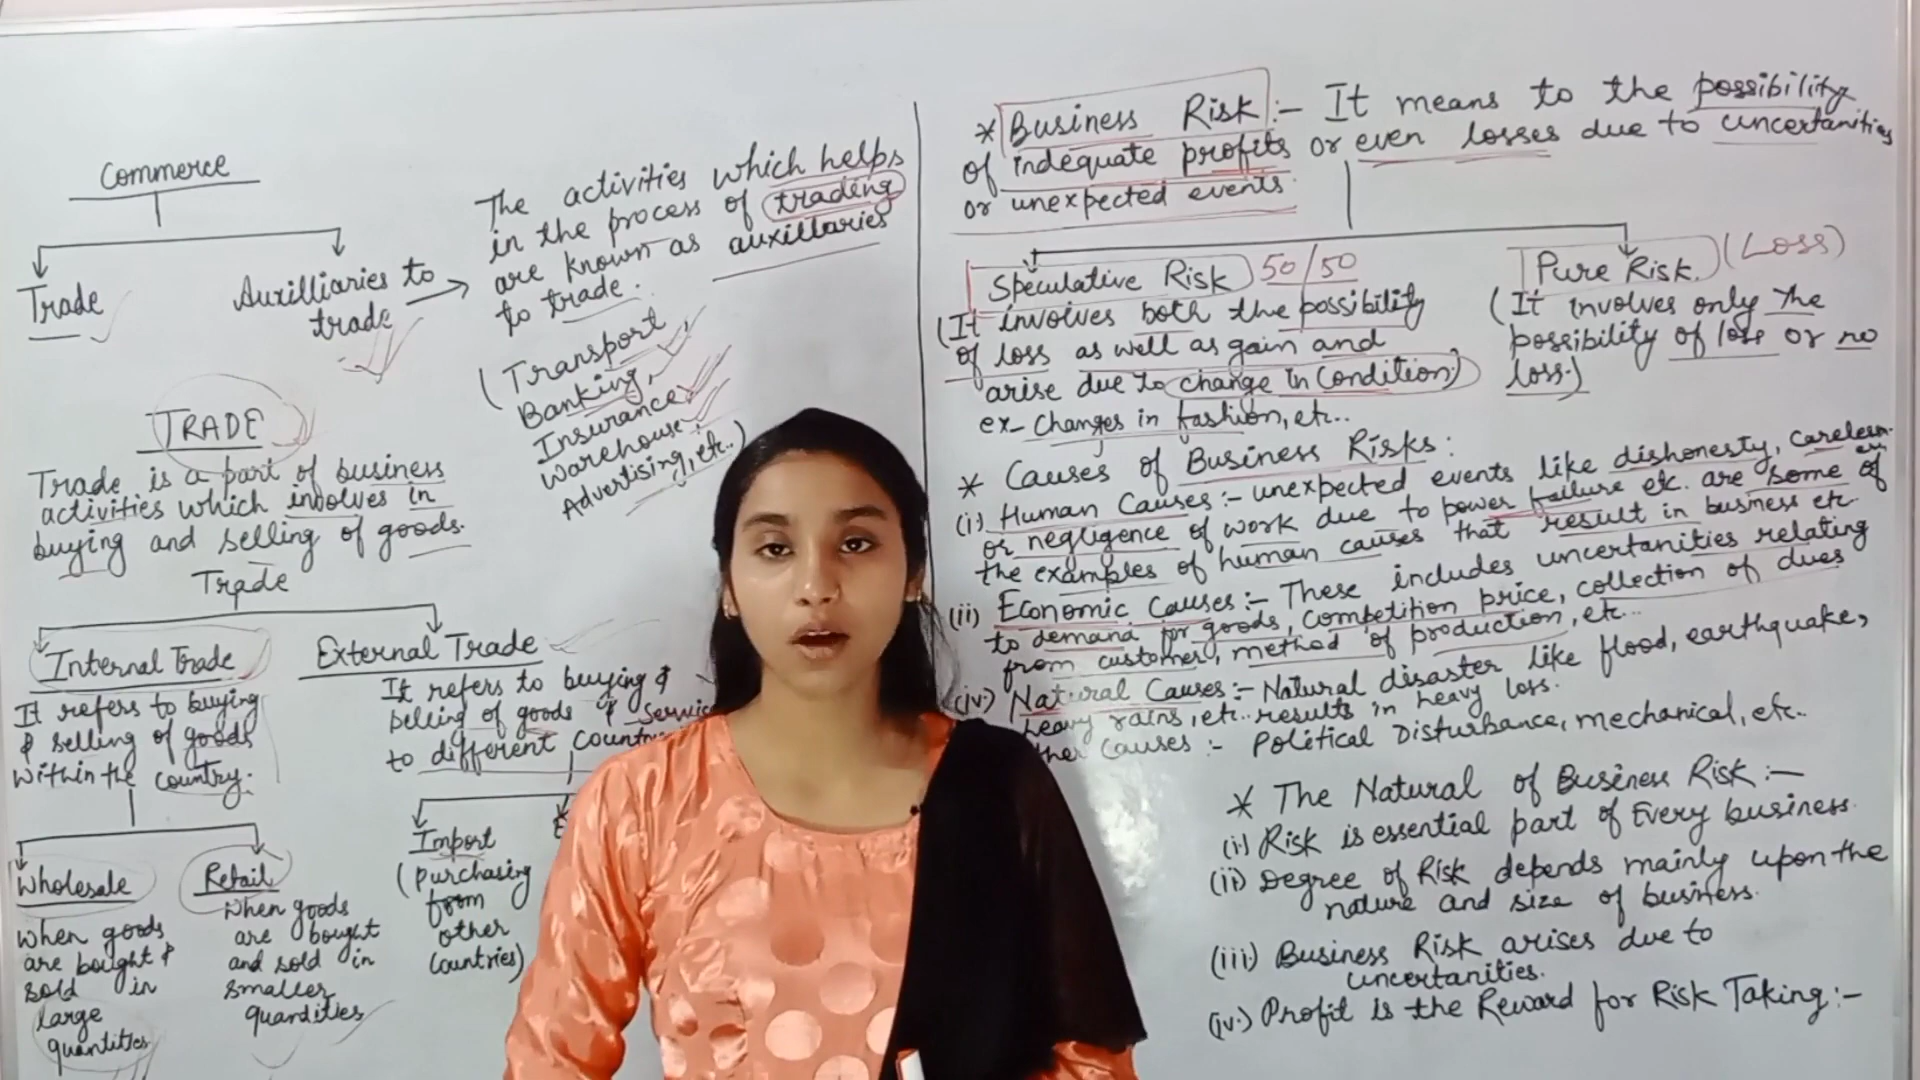 Commerce
Trade
Auxilliaries to
trade
The activities which helps
in the process of trading
are known as auxillaries
to trade.
(Transport,
Banking,
Insurance,
Warehouse,
Advertising, etc..)
TRADE
Trade is a part of business
activities which involves in
buying and selling of goods.
Trade
Internal Trade
It refers to buying
& selling of goods
within the country.
External Trade
It refers to buying &
selling of goods &
to different
Wholesale
When goods
are bought &
sold in
large
quantities
Retail
When goods
are bought
and sold in
smaller
quantities
Import
(purchasing
from
other
countries)
* Business Risk :- It means to the possibility
of indequate profits or even losses due to uncertanities
or unexpected events.
Speculative Risk 50/50
(It involves both the possibility
of loss as well as gain and
arise due to change in condition.)
ex- Changes in fashion, etc..
Pure Risk. (Loss)
(It involves only the
possibility of loss or no
loss.)
* Causes of Business Risks :
(i) Human Causes :- unexpected events like dishonesty,
or negligence of work due to power failure etc. are some of
the examples of human causes that result in business etc.
(ii) Economic Causes :- These includes uncertanities relating
to demand for goods, competition price, collection of dues
from customer, method of production, etc...
(iv.) Natural Causes :- Natural disaster like flood, earthquake,
heavy rains, etc.. results in heavy loss.
Causes :- Political Disturbance, mechanical, etc..
* The Natural of Business Risk :-
(i) Risk is essential part of Every business.
(ii) Degree of Risk depends mainly upon the
nature and size of business.
(iii) Business Risk arises due to
uncertanities.
(iv.) Profit is the Reward for Risk Taking :-